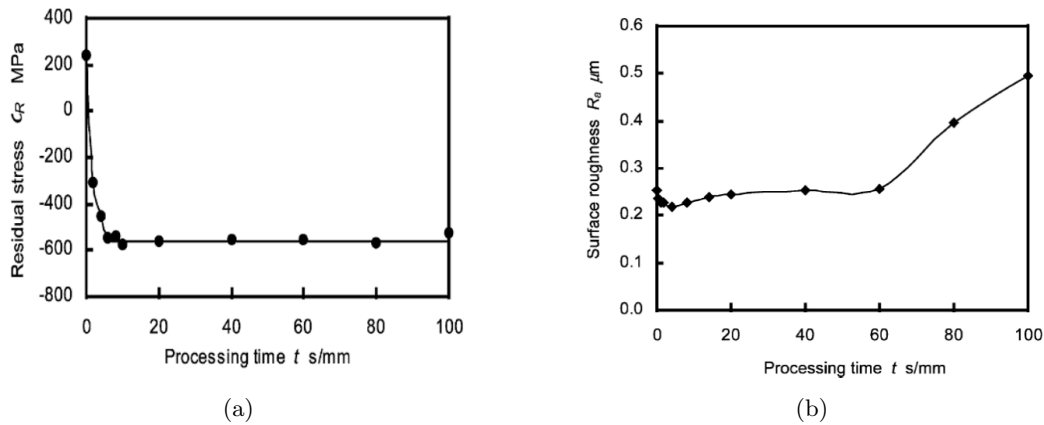 400
200
0
-200
-400
-600
-800
Residual stress σR MPa
0 20 40 60 80 100
Processing time t s/mm
(a)
0.6
0.5
0.4
0.3
0.2
0.1
0.0
Surface roughness Ra μm
0 20 40 60 80 100
Processing time t s/mm
(b)